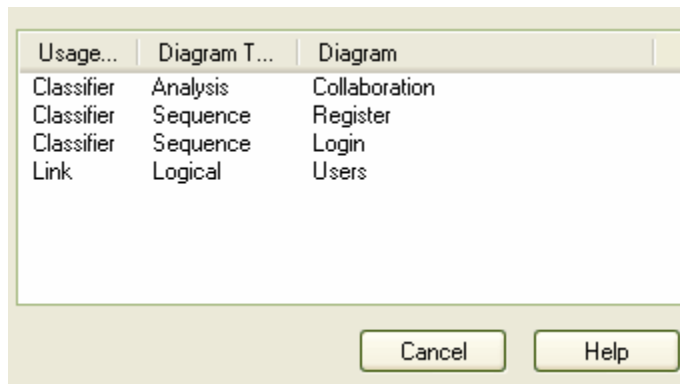 Usage... Diagram T... Diagram
Classifier Analysis Collaboration
Classifier Sequence Register
Classifier Sequence Login
Link Logical Users
Cancel Help